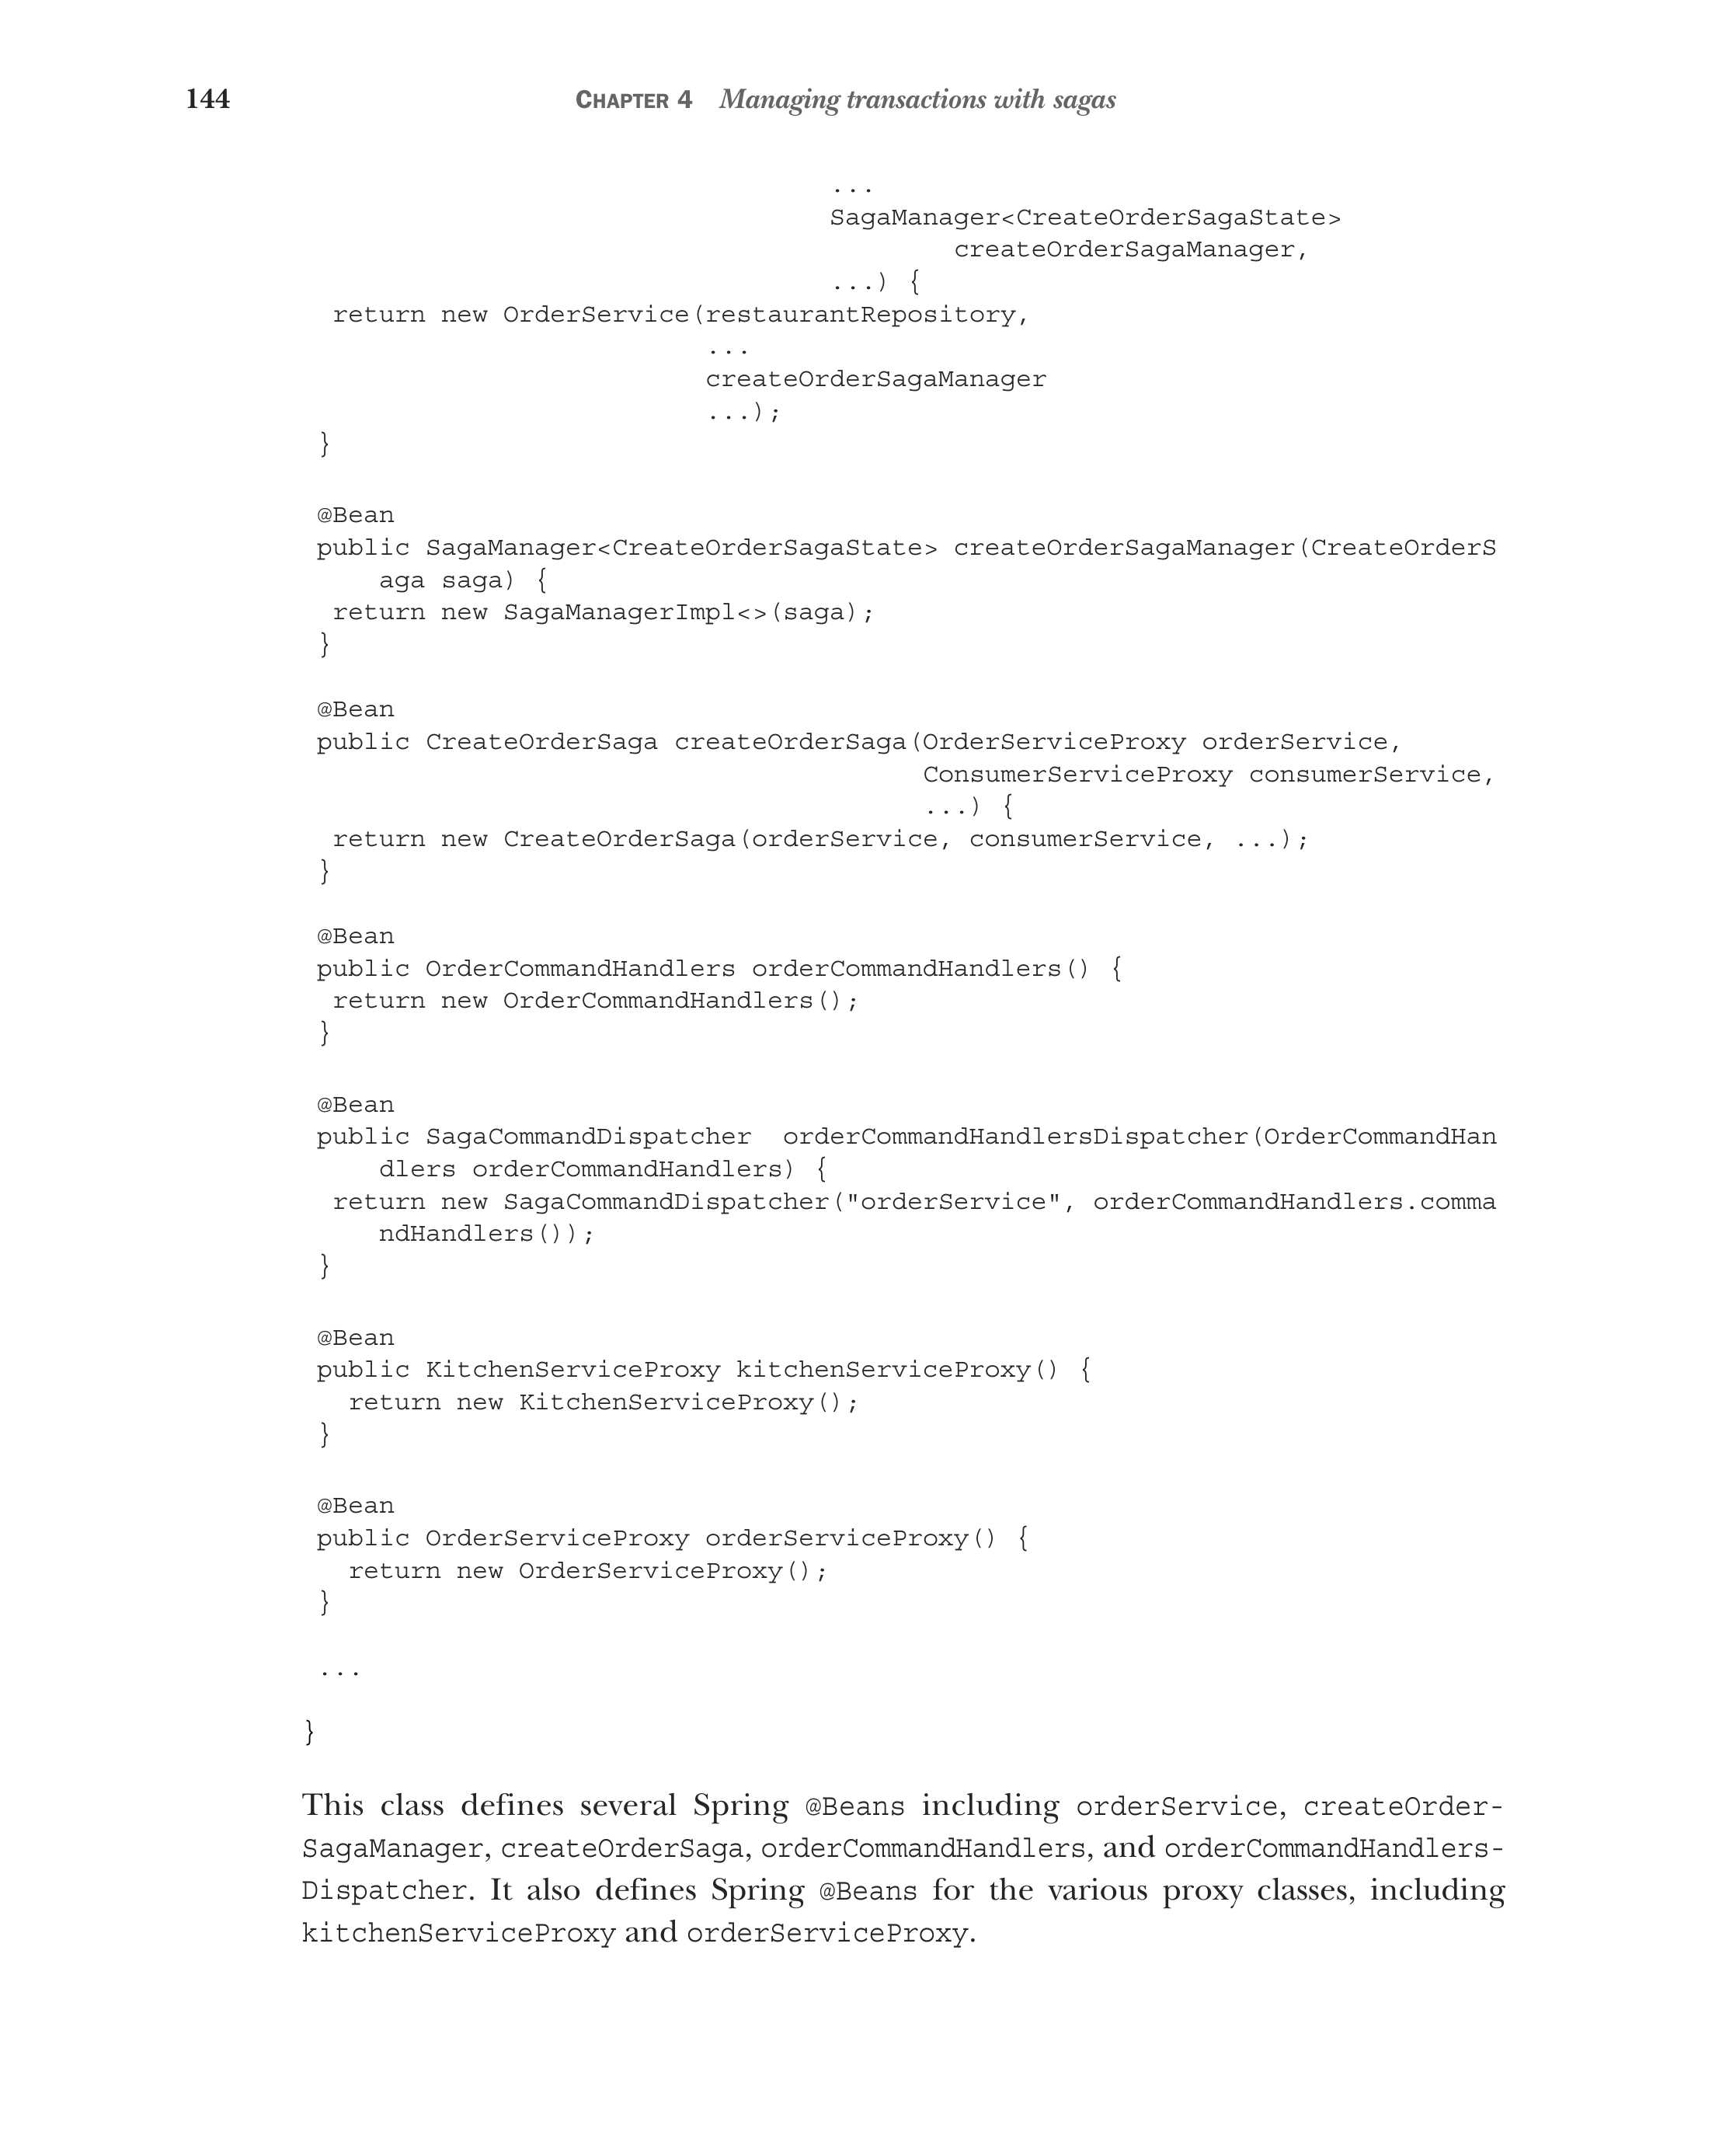 144 CHAPTER 4 Managing transactions with sagas
...
SagaManager<CreateOrderSagaState>
createOrderSagaManager,
...) {
return new OrderService(restaurantRepository,
...
createOrderSagaManager
...);
}
@Bean
public SagaManager<CreateOrderSagaState> createOrderSagaManager(CreateOrderS
aga saga) {
return new SagaManagerImpl<>(saga);
}
@Bean
public CreateOrderSaga createOrderSaga(OrderServiceProxy orderService,
ConsumerServiceProxy consumerService,
...) {
return new CreateOrderSaga(orderService, consumerService, ...);
}
@Bean
public OrderCommandHandlers orderCommandHandlers() {
return new OrderCommandHandlers();
}
@Bean
public SagaCommandDispatcher  orderCommandHandlersDispatcher(OrderCommandHan
dlers orderCommandHandlers) {
return new SagaCommandDispatcher("orderService", orderCommandHandlers.comma
ndHandlers());
}
@Bean
public KitchenServiceProxy kitchenServiceProxy() {
return new KitchenServiceProxy();
}
@Bean
public OrderServiceProxy orderServiceProxy() {
return new OrderServiceProxy();
}
...
}
This class defines several Spring @Beans including orderService, createOrder-
SagaManager, createOrderSaga, orderCommandHandlers, and orderCommandHandlers-
Dispatcher. It also defines Spring @Beans for the various proxy classes, including
kitchenServiceProxy and orderServiceProxy.